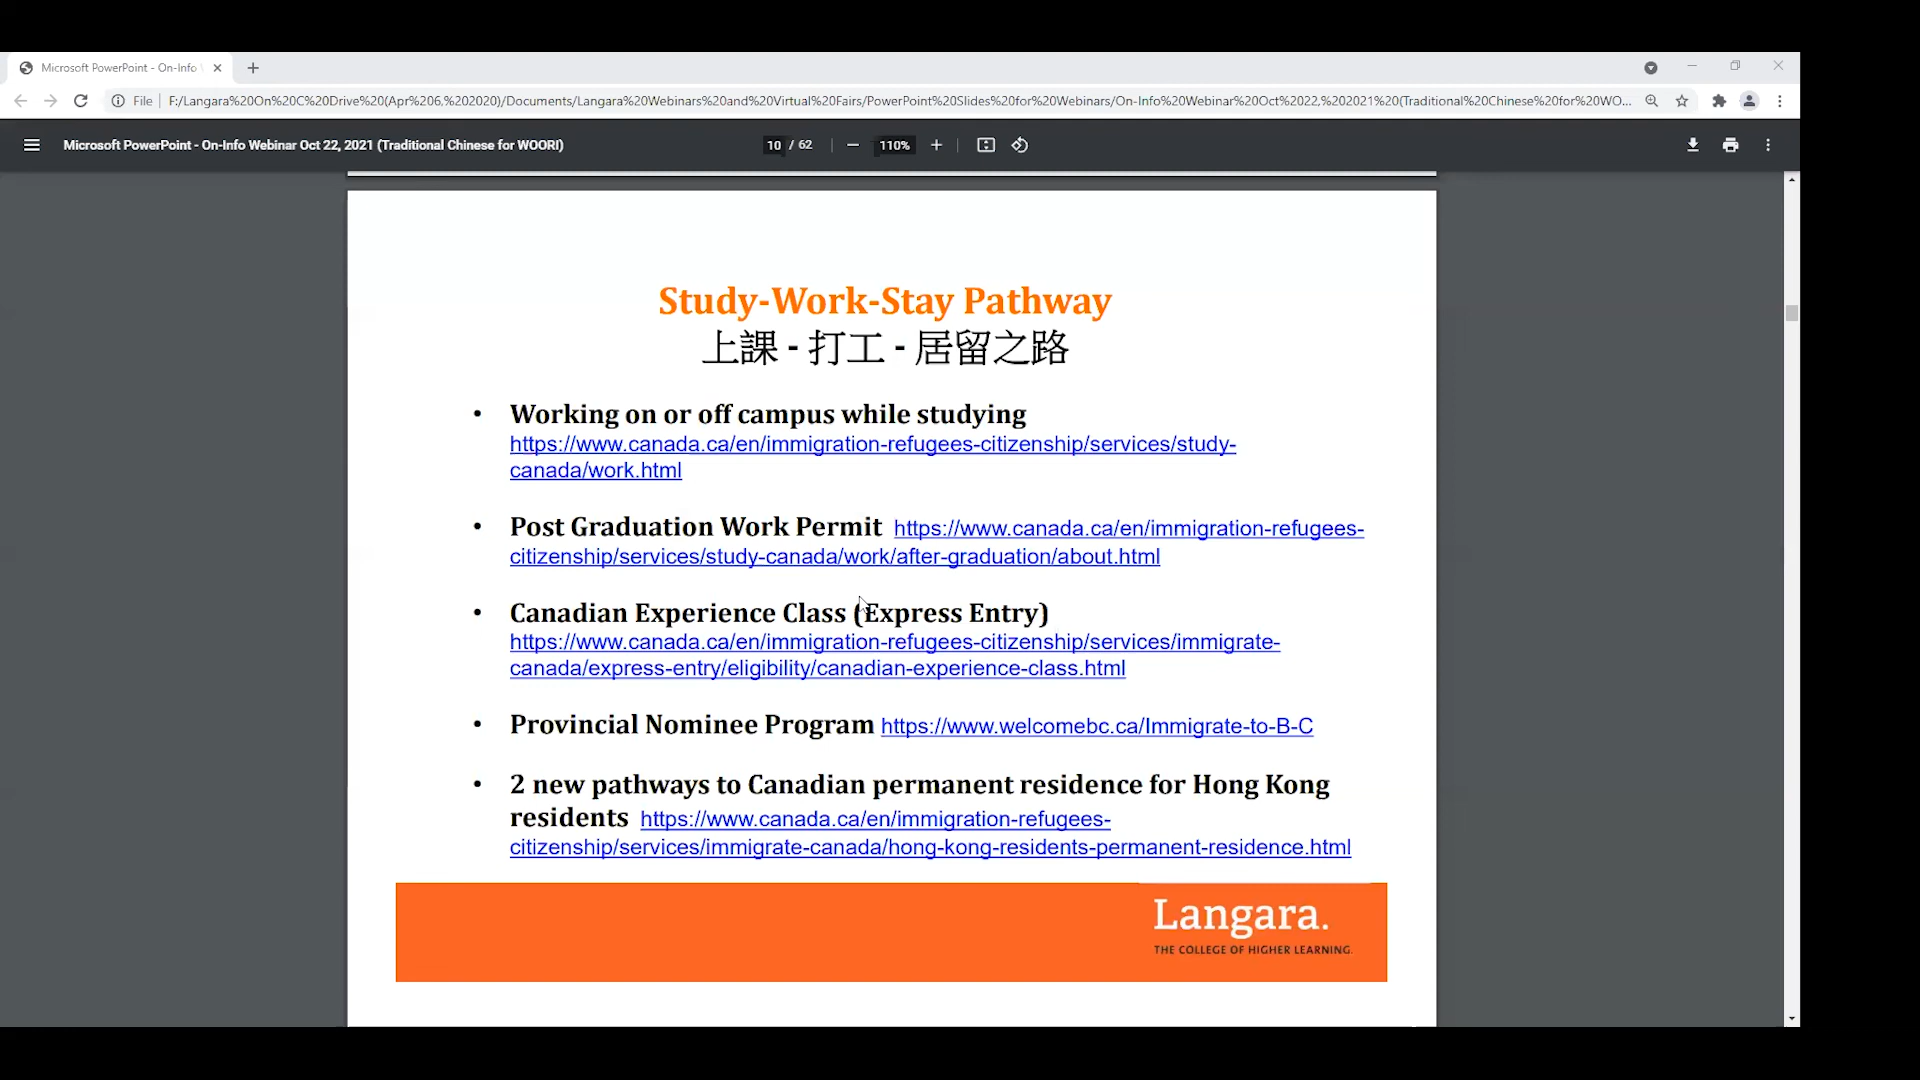 Microsoft PowerPoint - On-Info
File
F:/Langara%20On%20C%20Drive%20(Apr%206,%202020)/Documents/Langara%20Webinars%20and%20Virtual%20Fairs/PowerPoint%20Slides%20for%20Webinars/On-Info%20Webinar%20Oct%2022,%202021%20(Traditional%20Chinese%20for%20WO...
Microsoft PowerPoint - On-Info Webinar Oct 22, 2021 (Traditional Chinese for WOORI)
10 / 62
110%
Study-Work-Stay Pathway
上課 - 打工 - 居留之路
• Working on or off campus while studying
https://www.canada.ca/en/immigration-refugees-citizenship/services/study-
canada/work.html
• Post Graduation Work Permit https://www.canada.ca/en/immigration-refugees-
citizenship/services/study-canada/work/after-graduation/about.html
• Canadian Experience Class (Express Entry)
https://www.canada.ca/en/immigration-refugees-citizenship/services/immigrate-
canada/express-entry/eligibility/canadian-experience-class.html
• Provincial Nominee Program https://www.welcomebc.ca/Immigrate-to-B-C
• 2 new pathways to Canadian permanent residence for Hong Kong
residents https://www.canada.ca/en/immigration-refugees-
citizenship/services/immigrate-canada/hong-kong-residents-permanent-residence.html
Langara.
THE COLLEGE OF HIGHER LEARNING.